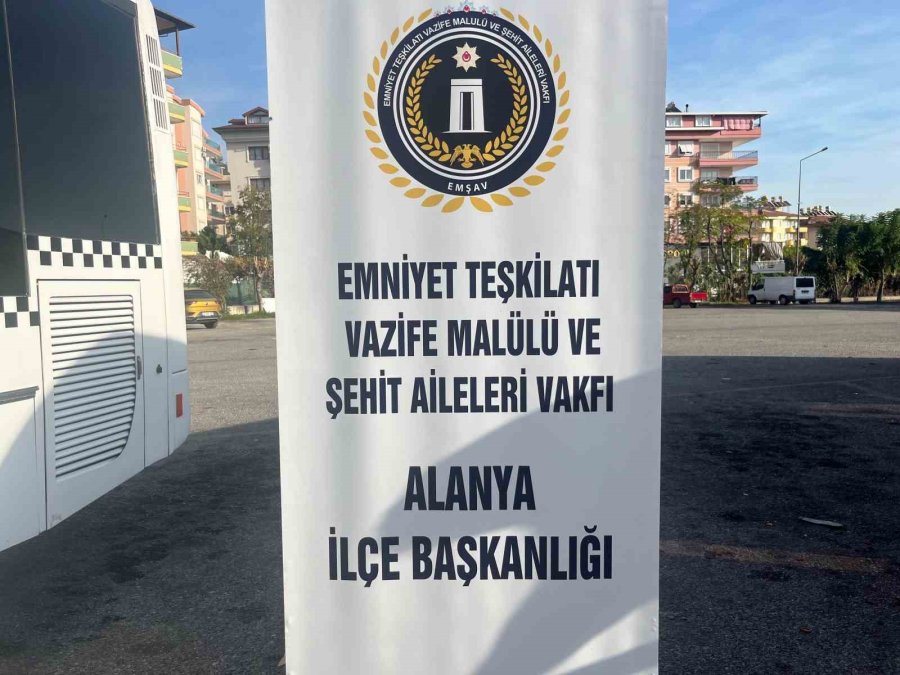 EMNİYET TEŞKİLATI VAZİFE MALULÜ VE ŞEHİT AİLELERİ VAKFI
EMŞAV
EMNİYET TEŞKİLATI
VAZİFE MALÜLÜ VE
ŞEHİT AİLELERİ VAKFI
ALANYA
İLÇE BAŞKANLIĞI